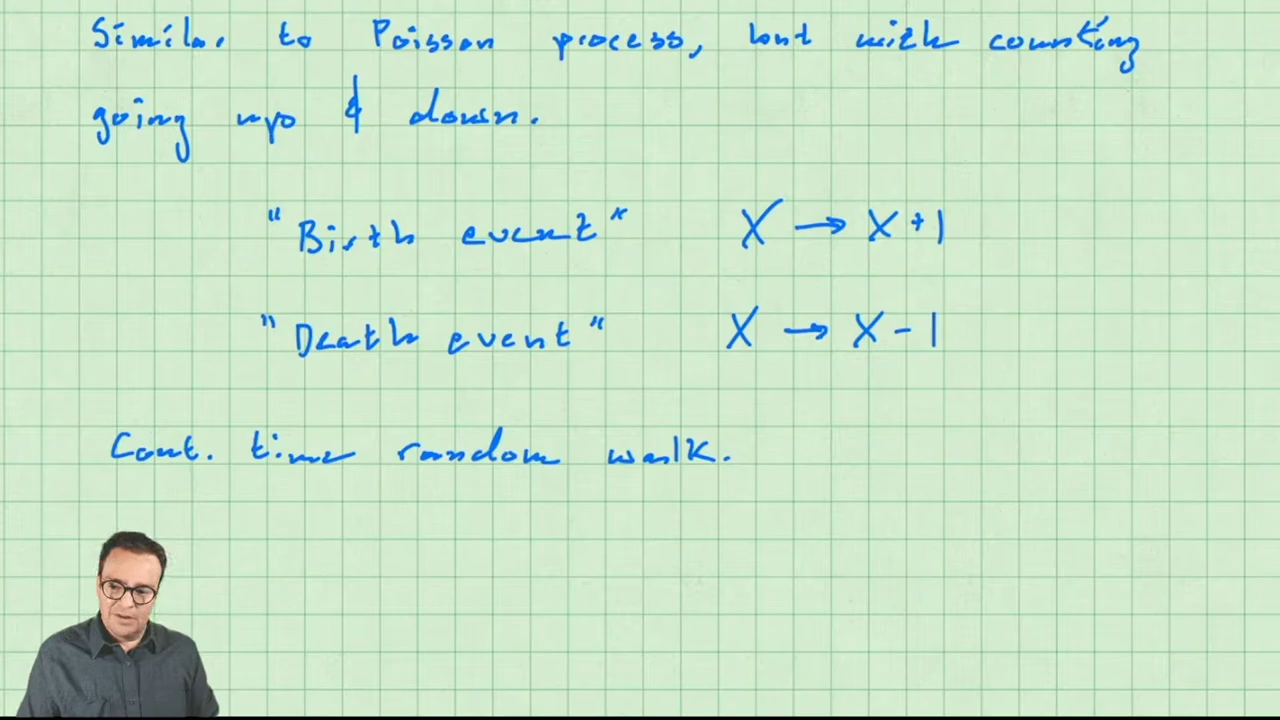 Similar to Poisson process, but with counting
going up & down.
"Birth event" X → X + 1
"Death event" X → X - 1
Cont. time random walk.